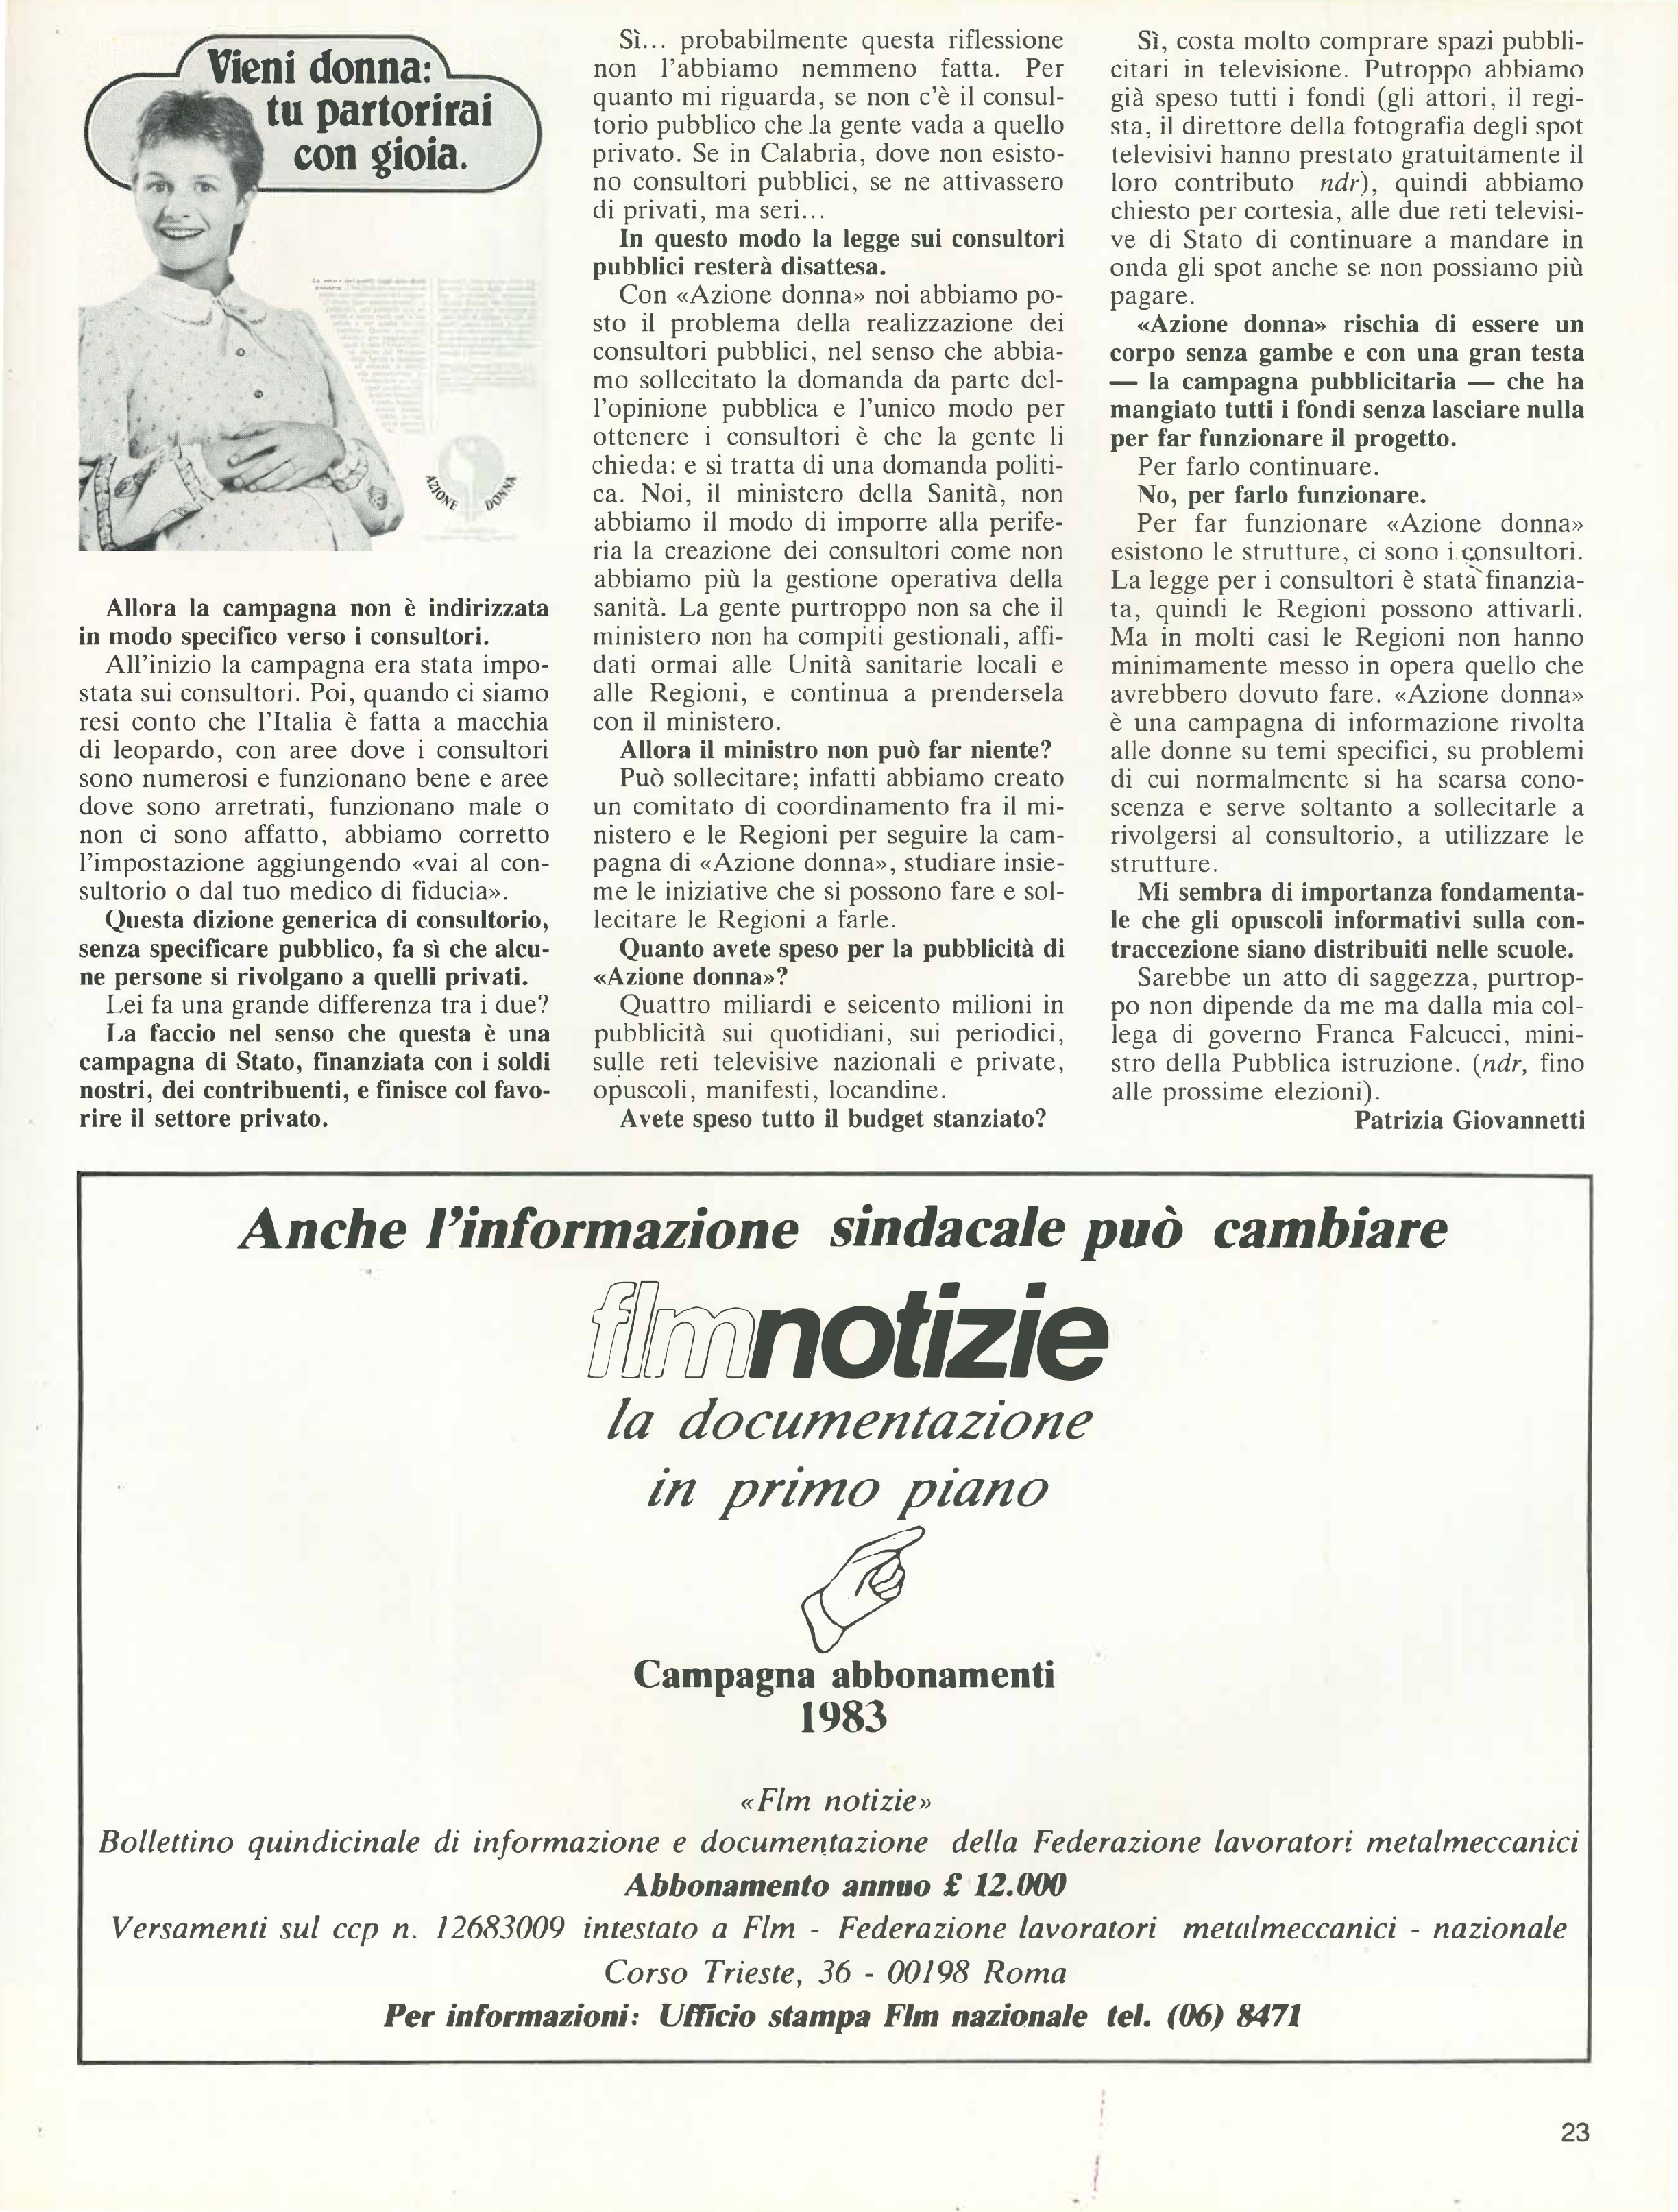 Vieni donna:
tu partorirai
con gioia.
AZIONE DONNA
Allora la campagna non è indirizzata
in modo specifico verso i consultori.
All'inizio la campagna era stata impo-
stata sui consultori. Poi, quando ci siamo
resi conto che l'Italia è fatta a macchia
di leopardo, con aree dove i consultori
sono numerosi e funzionano bene e aree
dove sono arretrati, funzionano male o
non ci sono affatto, abbiamo corretto
l'impostazione aggiungendo «vai al con-
sultorio o dal tuo medico di fiducia».
Questa dizione generica di consultorio,
senza specificare pubblico, fa sì che alcu-
ne persone si rivolgano a quelli privati.
Lei fa una grande differenza tra i due?
La faccio nel senso che questa è una
campagna di Stato, finanziata con i soldi
nostri, dei contribuenti, e finisce col favo-
rire il settore privato.
Sì... probabilmente questa riflessione
non l'abbiamo nemmeno fatta. Per
quanto mi riguarda, se non c'è il consul-
torio pubblico che la gente vada a quello
privato. Se in Calabria, dove non esisto-
no consultori pubblici, se ne attivassero
di privati, ma seri...
In questo modo la legge sui consultori
pubblici resterà disattesa.
Con «Azione donna» noi abbiamo po-
sto il problema della realizzazione dei
consultori pubblici, nel senso che abbia-
mo sollecitato la domanda da parte del-
l'opinione pubblica e l'unico modo per
ottenere i consultori è che la gente li
chieda: e si tratta di una domanda politi-
ca. Noi, il ministero della Sanità, non
abbiamo il modo di imporre alla perife-
ria la creazione dei consultori come non
abbiamo più la gestione operativa della
sanità. La gente purtroppo non sa che il
ministero non ha compiti gestionali, affi-
dati ormai alle Unità sanitarie locali e
alle Regioni, e continua a prendersela
con il ministero.
Allora il ministro non può far niente?
Può sollecitare; infatti abbiamo creato
un comitato di coordinamento fra il mi-
nistero e le Regioni per seguire la cam-
pagna di «Azione donna», studiare insie-
me le iniziative che si possono fare e sol-
lecitare le Regioni a farle.
Quanto avete speso per la pubblicità di
«Azione donna»?
Quattro miliardi e seicento milioni in
pubblicità sui quotidiani, sui periodici,
sulle reti televisive nazionali e private,
opuscoli, manifesti, locandine.
Avete speso tutto il budget stanziato?
Sì, costa molto comprare spazi pubbli-
citari in televisione. Putroppo abbiamo
già speso tutti i fondi (gli attori, il regi-
sta, il direttore della fotografia degli spot
televisivi hanno prestato gratuitamente il
loro contributo ndr), quindi abbiamo
chiesto per cortesia, alle due reti televisi-
ve di Stato di continuare a mandare in
onda gli spot anche se non possiamo più
pagare.
«Azione donna» rischia di essere un
corpo senza gambe e con una gran testa
— la campagna pubblicitaria — che ha
mangiato tutti i fondi senza lasciare nulla
per far funzionare il progetto.
Per farlo continuare.
No, per farlo funzionare.
Per far funzionare «Azione donna»
esistono le strutture, ci sono i consultori.
La legge per i consultori è stata finanzia-
ta, quindi le Regioni possono attivarli.
Ma in molti casi le Regioni non hanno
minimamente messo in opera quello che
avrebbero dovuto fare. «Azione donna»
è una campagna di informazione rivolta
alle donne su temi specifici, su problemi
di cui normalmente si ha scarsa cono-
scenza e serve soltanto a sollecitarle a
rivolgersi al consultorio, a utilizzare le
strutture.
Mi sembra di importanza fondamenta-
le che gli opuscoli informativi sulla con-
traccezione siano distribuiti nelle scuole.
Sarebbe un atto di saggezza, purtrop-
po non dipende da me ma dalla mia col-
lega di governo Franca Falcucci, mini-
stro della Pubblica istruzione. (ndr, fino
alle prossime elezioni).
Patrizia Giovannetti
Anche l'informazione sindacale può cambiare
flmnotizie
la documentazione
in primo piano
Campagna abbonamenti
1983
«Flm notizie»
Bollettino quindicinale di informazione e documentazione della Federazione lavoratori metalmeccanici
Abbonamento annuo £ 12.000
Versamenti sul ccp n. 12683009 intestato a Flm - Federazione lavoratori metalmeccanici - nazionale
Corso Trieste, 36 - 00198 Roma
Per informazioni: Ufficio stampa Flm nazionale tel. (06) 8471
23